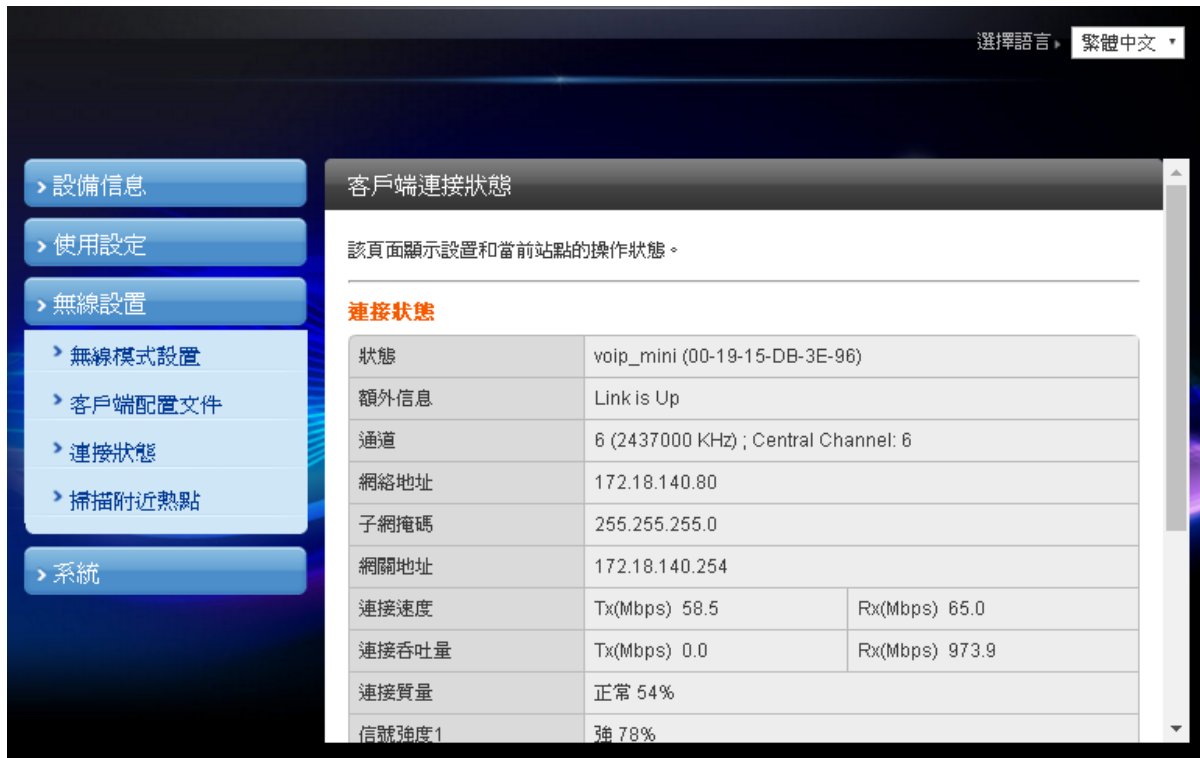 選擇語言
繁體中文
設備信息
使用設定
無線設置
無線模式設置
客戶端配置文件
連接狀態
掃描附近熱點
系統
客戶端連接狀態
該頁面顯示設置和當前站點的操作狀態。
連接狀態
狀態 voip_mini (00-19-15-DB-3E-96)
額外信息 Link is Up
通道 6 (2437000 KHz) ; Central Channel: 6
網絡地址 172.18.140.80
子網掩碼 255.255.255.0
網關地址 172.18.140.254
連接速度 Tx(Mbps) 58.5 Rx(Mbps) 65.0
連接吞吐量 Tx(Mbps) 0.0 Rx(Mbps) 973.9
連接質量 正常 54%
信號強度1 強 78%